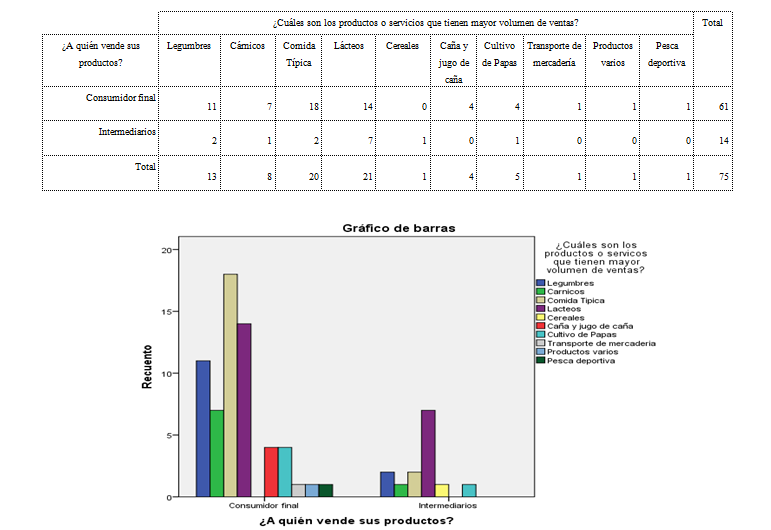 ¿Cuáles son los productos o servicios que tienen mayor volumen de ventas? Total
¿A quién vende sus productos? Legumbres Cárnicos Comida Típica Lácteos Cereales Caña y jugo de caña Cultivo de Papas Transporte de mercadería Productos varios Pesca deportiva
Consumidor final 11 7 18 14 0 4 4 1 1 1 61
Intermediarios 2 1 2 7 1 0 1 0 0 0 14
Total 13 8 20 21 1 4 5 1 1 1 75
Gráfico de barras
¿Cuáles son los
productos o servicos
que tienen mayor
volumen de ventas?
Legumbres
Carnicos
Comida Tipica
Lacteos
Cereales
Caña y jugo de caña
Cultivo de Papas
Transporte de mercaderia
Productos varios
Pesca deportiva
Recuento
20
15
10
5
0
Consumidor final Intermediarios
¿A quién vende sus productos?